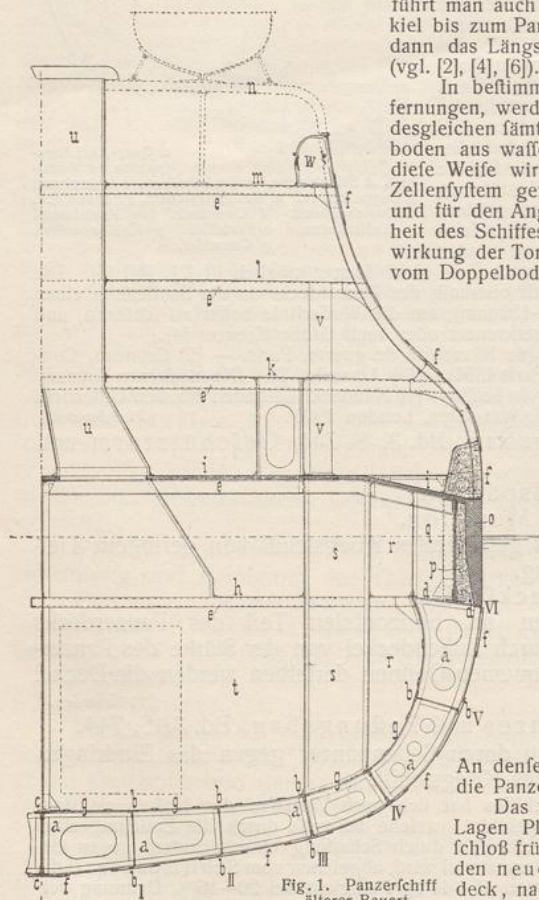 führt man auch
kiel bis zum Pan
dann das Längs
(vgl. [2], [4], [6]).
In beſtimm
fernungen, werd
desgleichen ſämt
boden aus waſſ
dieſe Weiſe wir
Zellenſyſtem ge
und für den Ang
heit des Schiffes
wirkung der Tor
vom Doppelbod
n
u
w
m
e
f
l
e
v
k
f
e
u
v
i
e
i
f
o
q
s
r
p
d
h
d
VI
e
f
a
t
s
r
b
b V
g
a
f
An denſe
die Panze
c g b g b b g
a a a IV
Das
Lagen Pl
ſchloß frü
den neue
deck, na
c f b I b II f b III f
Fig. 1. Panzerſchiff
älterer Bauart